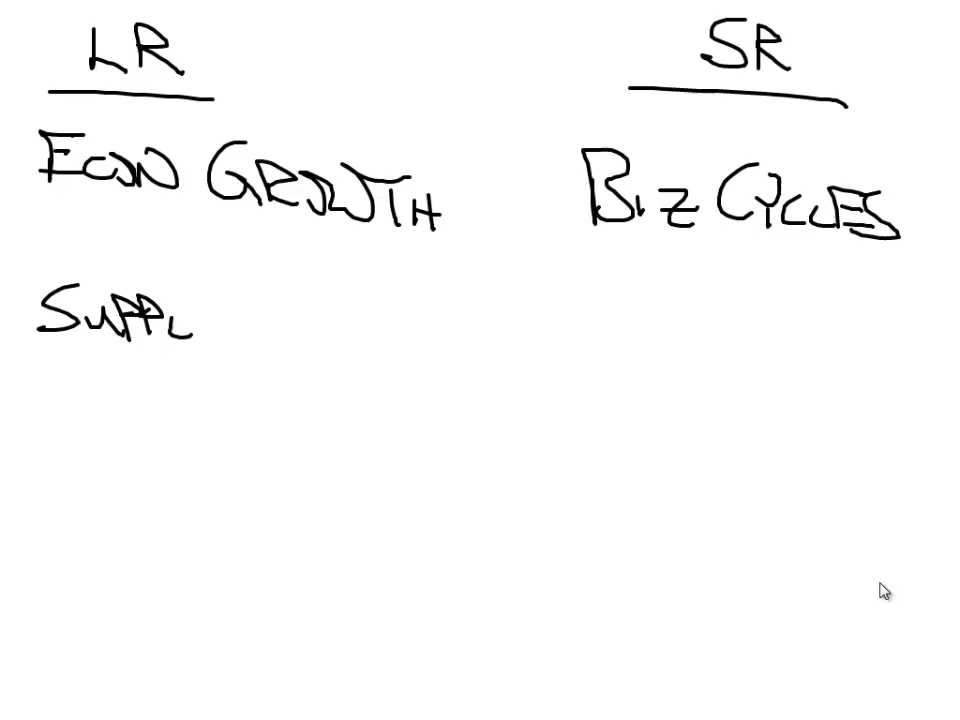 LR
SR
ECON GROWTH
BIZ CYCLES
SUPPL